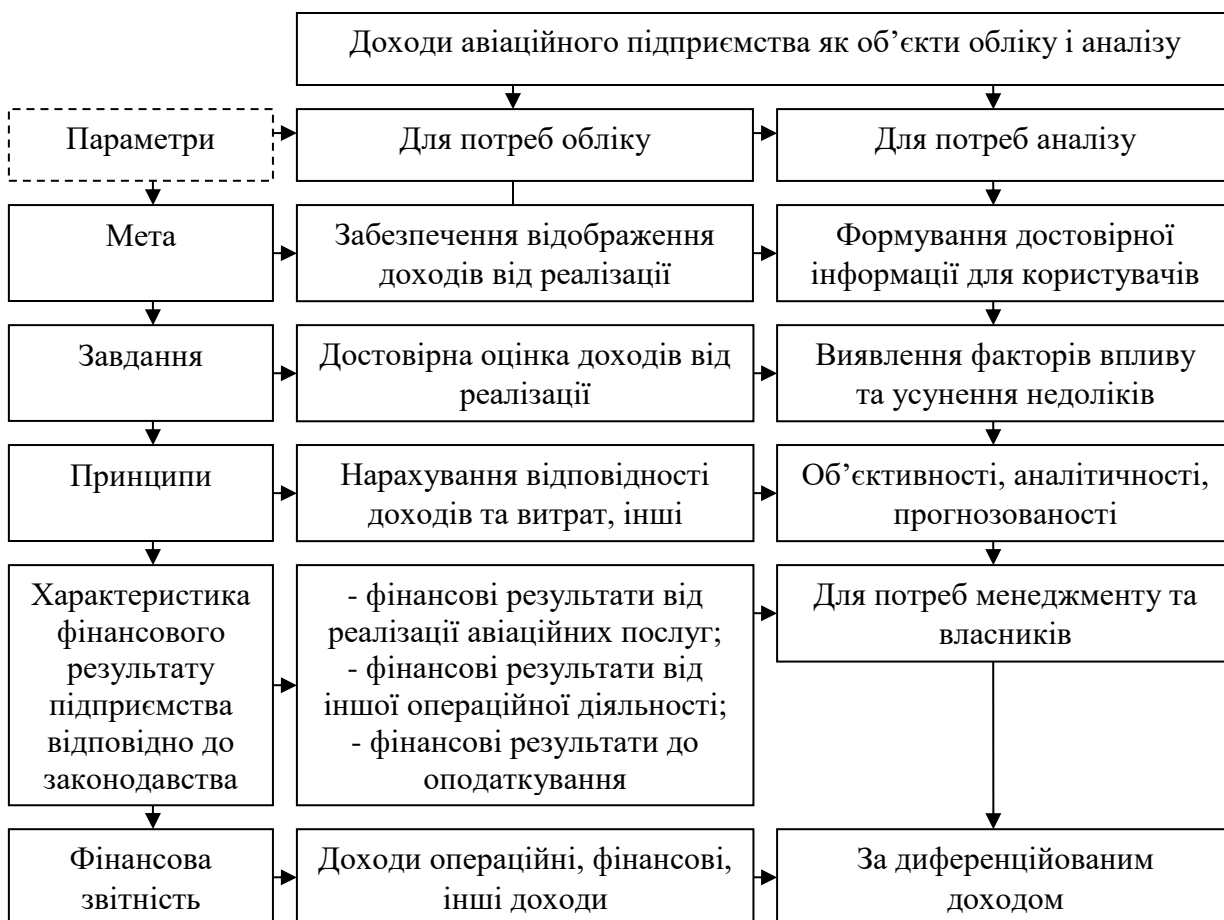 Доходи авіаційного підприємства як об’єкти обліку і аналізу
Параметри
Для потреб обліку
Для потреб аналізу
Мета
Забезпечення відображення
доходів від реалізації
Формування достовірної
інформації для користувачів
Завдання
Достовірна оцінка доходів від
реалізації
Виявлення факторів впливу
та усунення недоліків
Принципи
Нарахування відповідності
доходів та витрат, інші
Об’єктивності, аналітичності,
прогнозованості
Характеристика
фінансового
результату
підприємства
відповідно до
законодавства
- фінансові результати від
реалізації авіаційних послуг;
- фінансові результати від
іншої операційної діяльності;
- фінансові результати до
оподаткування
Для потреб менеджменту та
власників
Фінансова
звітність
Доходи операційні, фінансові,
інші доходи
За диференційованим
доходом